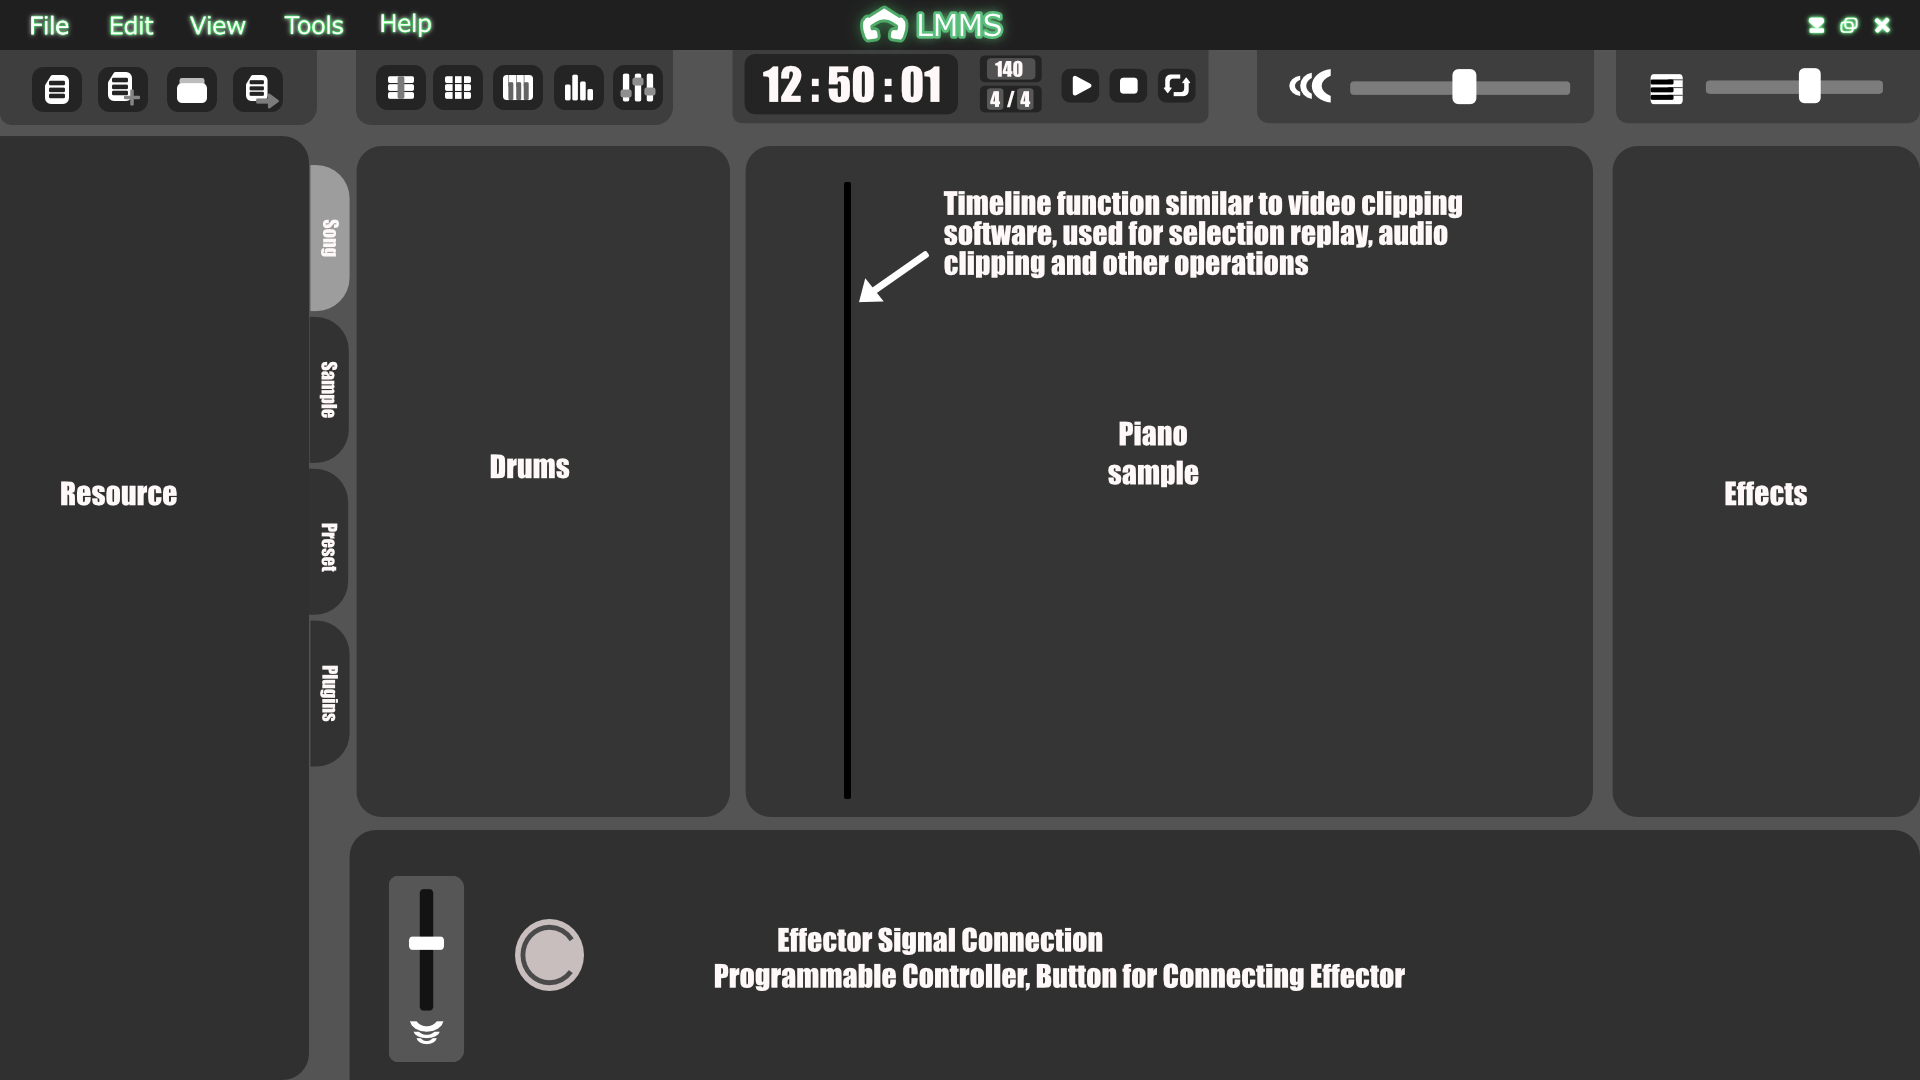 File Edit View Tools Help LMMS
12 : 50 : 01
140
4 / 4
Song
Sample
Preset
Plugins
Resource
Drums
Timeline function similar to video clipping
software, used for selection replay, audio
clipping and other operations
Piano
sample
Effects
Effector Signal Connection
Programmable Controller, Button for Connecting Effector